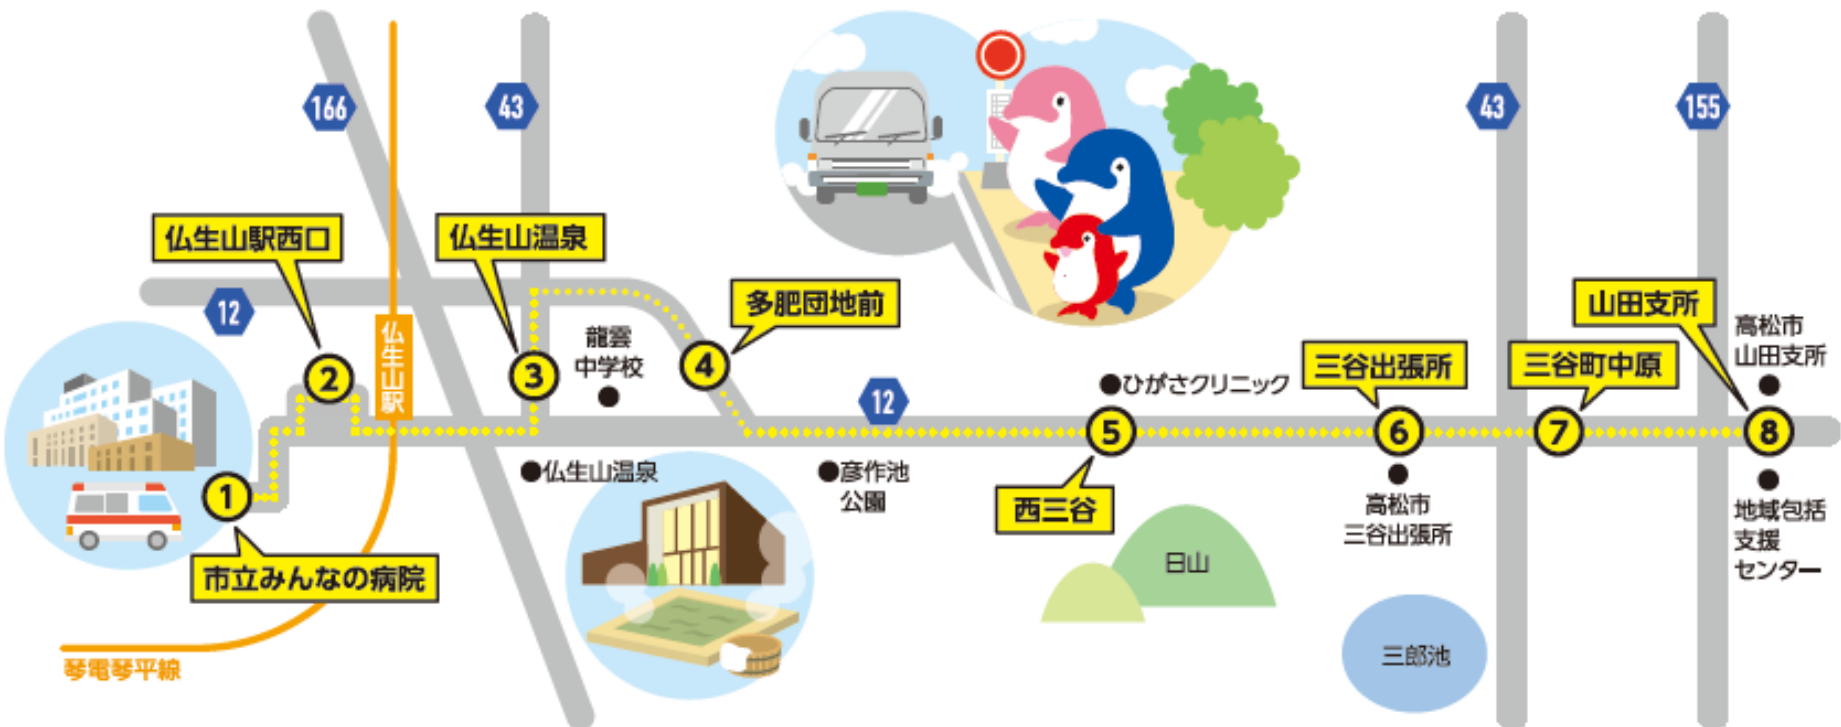 166
43
43
155
仏生山駅西口
仏生山温泉
12
多肥団地前
山田支所
高松市
山田支所
仏生山駅
龍雲
中学校
2
3
4
12
ひがさクリニック
三谷出張所
三谷町中原
5
6
7
8
仏生山温泉
彦作池
公園
1
西三谷
高松市
三谷出張所
地域包括
支援
センター
市立みんなの病院
日山
三郎池
琴電琴平線